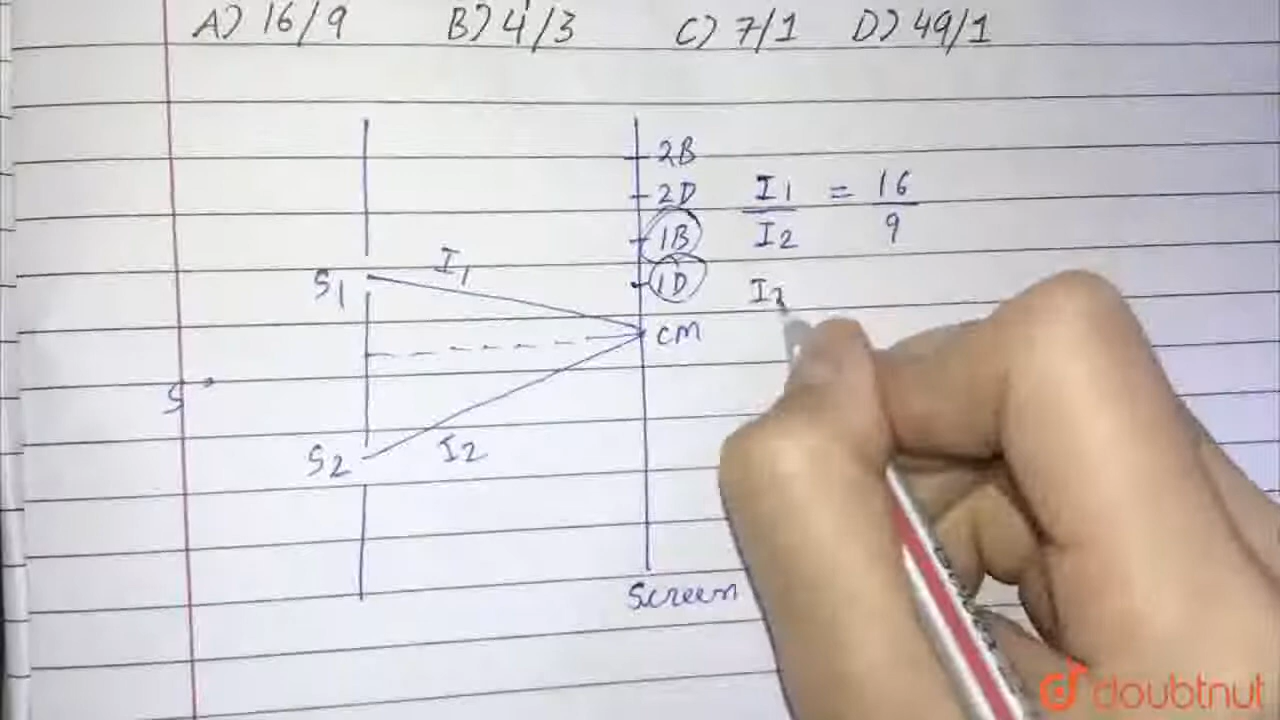 A) 16/9 B) 4/3 C) 7/1 D) 49/1
2B
2D
1B
1D
CM
I1 / I2 = 16 / 9
I2
S1
I1
S
S2
I2
Screen
doubtnut